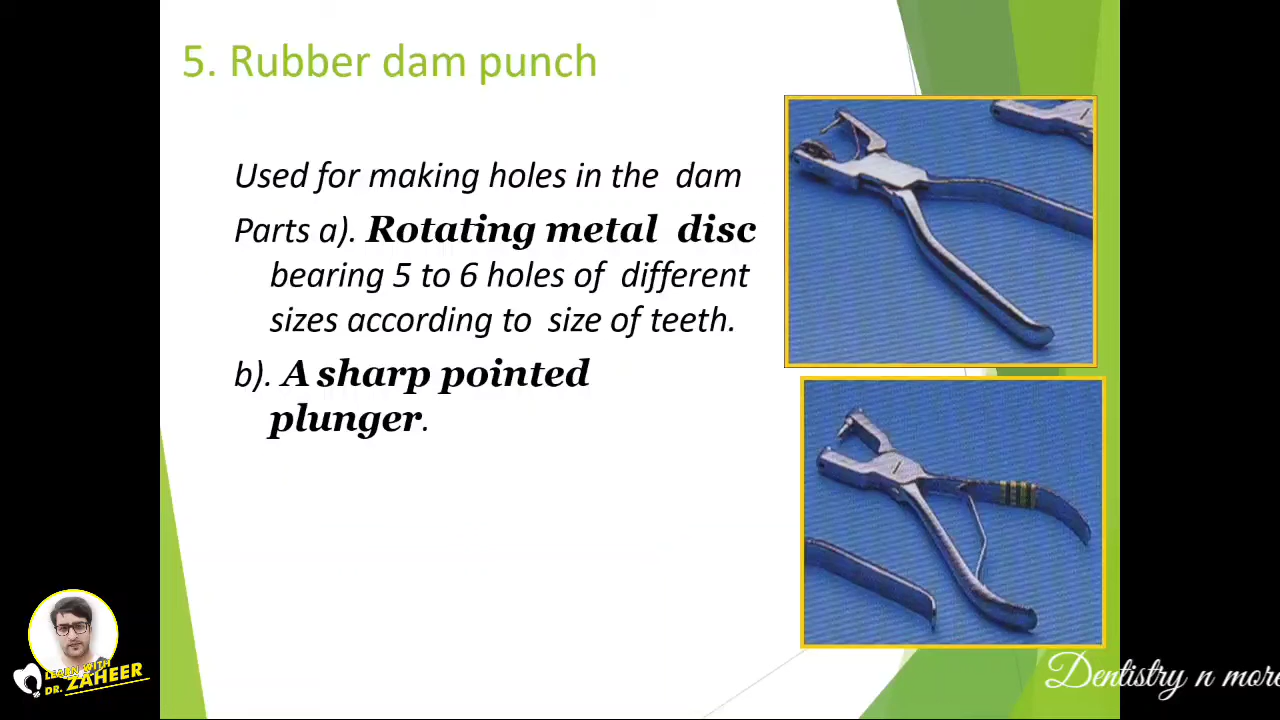 5. Rubber dam punch
Used for making holes in the dam
Parts a). Rotating metal disc
bearing 5 to 6 holes of different
sizes according to size of teeth.
b). A sharp pointed
plunger.
LEARN WITH
DR. ZAHEER
Dentistry n more